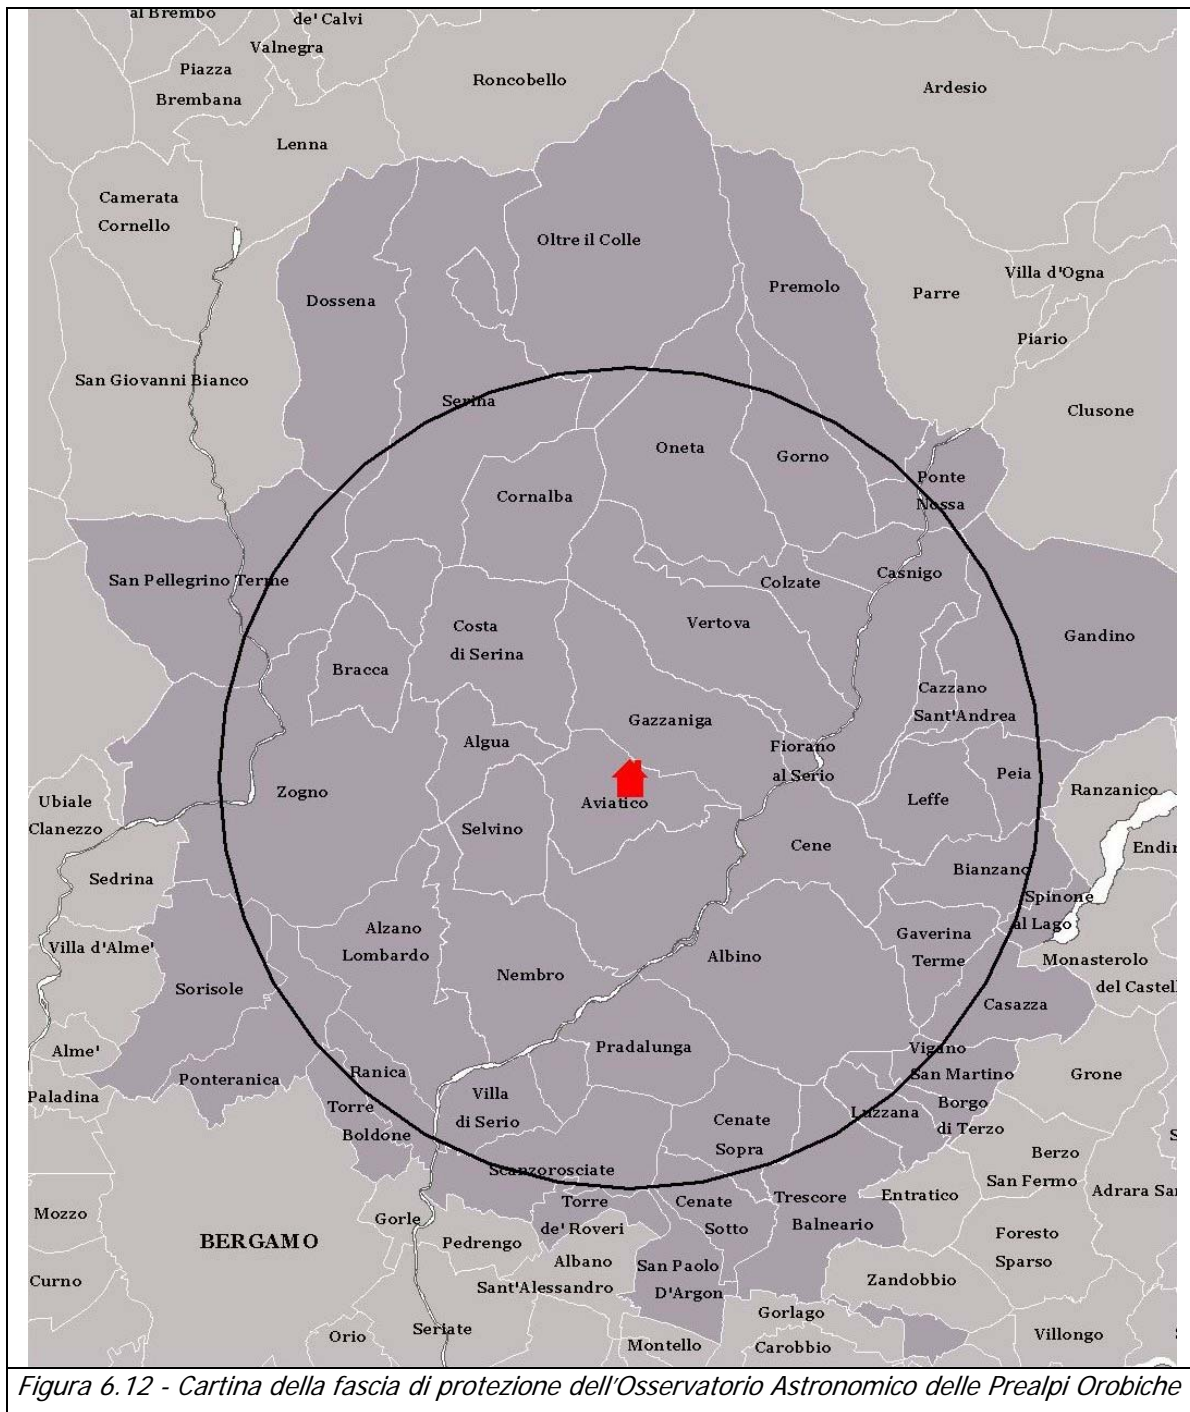 al Brembo
de' Calvi
Valnegra
Piazza
Brembana
Roncobello
Ardesio
Lenna
Camerata
Cornello
Oltre il Colle
Dossena
Premolo
Parre
Villa d'Ogna
Piario
San Giovanni Bianco
Serina
Clusone
Oneta
Gorno
Cornalba
Ponte
Nossa
San Pellegrino Terme
Colzate
Casnigo
Costa
di Serina
Vertova
Gandino
Bracca
Cazzano
Sant'Andrea
Gazzaniga
Algua
Fiorano
al Serio
Peia
Zogno
Aviatico
Leffe
Ranzanico
Ubiale
Clanezzo
Selvino
Cene
Endin
Sedrina
Bianzano
Spinone
al Lago
Alzano
Lombardo
Gaverina
Terme
Villa d'Alme'
Nembro
Albino
Monasterolo
del Castell
Sorisole
Casazza
Alme'
Pradalunga
Vigano
San Martino
Ponteranica
Ranica
Grone
Paladina
Torre
Boldone
Villa
di Serio
Luzzana
Borgo
di Terzo
Cenate
Sopra
Berzo
San Fermo
Scanzorosciate
Adrara Sa
Mozzo
Gorle
Torre
de' Roveri
Cenate
Sotto
Trescore
Balneario
Entratico
BERGAMO
Pedrengo
Foresto
Sparso
Albano
Sant'Alessandro
San Paolo
D'Argon
Curno
Zandobbio
Gorlago
Orio
Seriate
Montello
Carobbio
Villongo
Figura 6.12 - Cartina della fascia di protezione dell'Osservatorio Astronomico delle Prealpi Orobiche